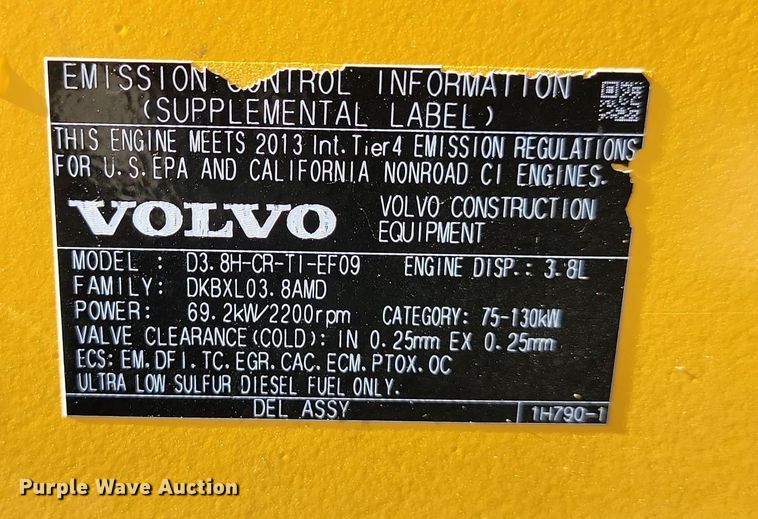 EMISSION CONTROL INFORMATION
(SUPPLEMENTAL LABEL)
THIS ENGINE MEETS 2013 Int.Tier4 EMISSION REGULATIONS
FOR U.S.EPA AND CALIFORNIA NONROAD CI ENGINES.
VOLVO
VOLVO CONSTRUCTION
EQUIPMENT
MODEL : D3.8H-CR-TI-EF09 ENGINE DISP.: 3.8L
FAMILY: DKBXL03.8AMD
POWER: 69.2kW/2200rpm CATEGORY: 75-130kW
VALVE CLEARANCE(COLD): IN 0.25mm EX 0.25mm
ECS: EM.DFI.TC.EGR.CAC.ECM.PTOX.OC
ULTRA LOW SULFUR DIESEL FUEL ONLY.
DEL ASSY 1H790-1
Purple Wave Auction